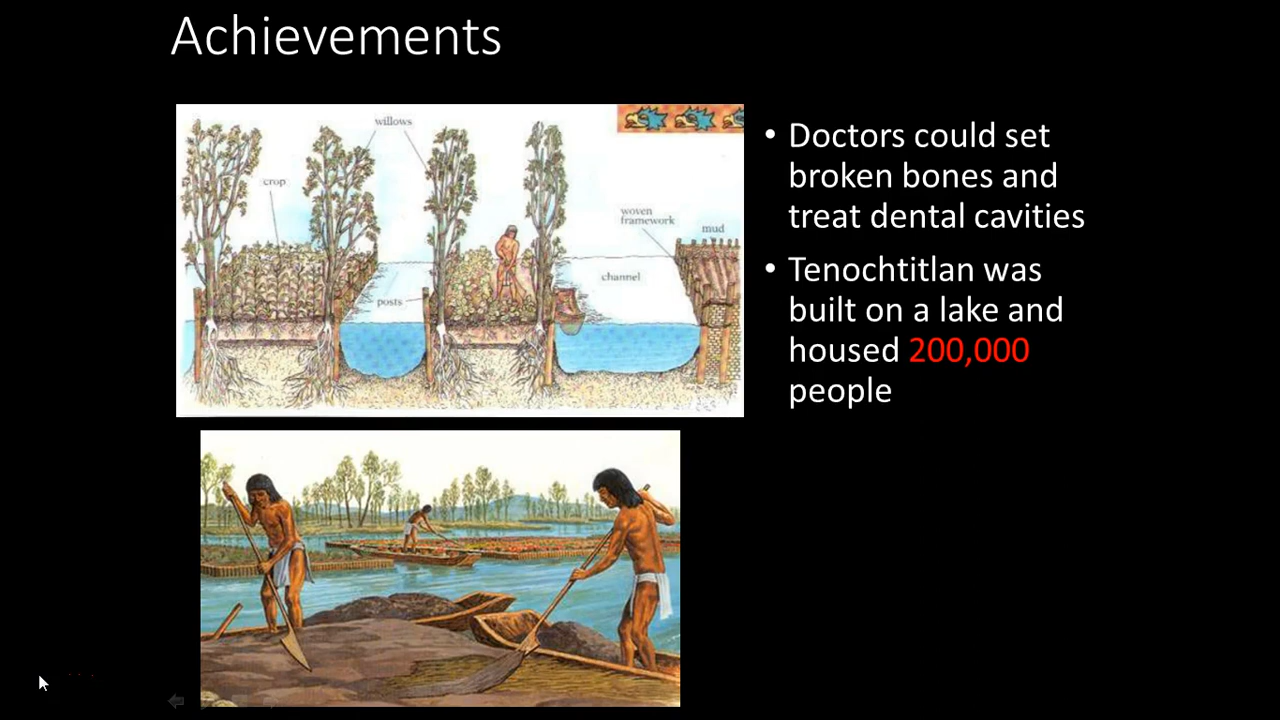 Achievements
willows
crop
woven
framework
mud
channel
posts
• Doctors could set
broken bones and
treat dental cavities
• Tenochtitlan was
built on a lake and
housed 200,000
people